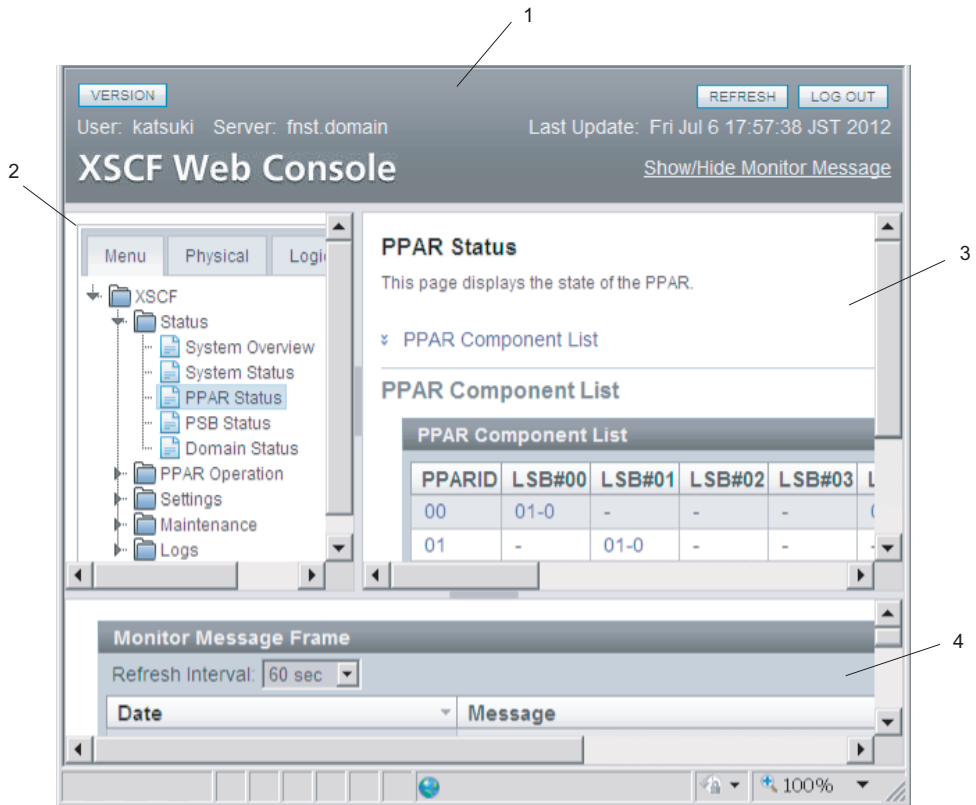 1
VERSION
REFRESH LOG OUT
User: katsuki Server: fnst.domain
Last Update: Fri Jul 6 17:57:38 JST 2012
XSCF Web Console
Show/Hide Monitor Message
2
Menu Physical Logi
XSCF
Status
System Overview
System Status
PPAR Status
PSB Status
Domain Status
PPAR Operation
Settings
Maintenance
Logs
3
PPAR Status
This page displays the state of the PPAR.
PPAR Component List
PPAR Component List
PPAR Component List
PPARID LSB#00 LSB#01 LSB#02 LSB#03 L
00 01-0 - - -
01 - 01-0 - - -
4
Monitor Message Frame
Refresh Interval: 60 sec
Date Message
100%